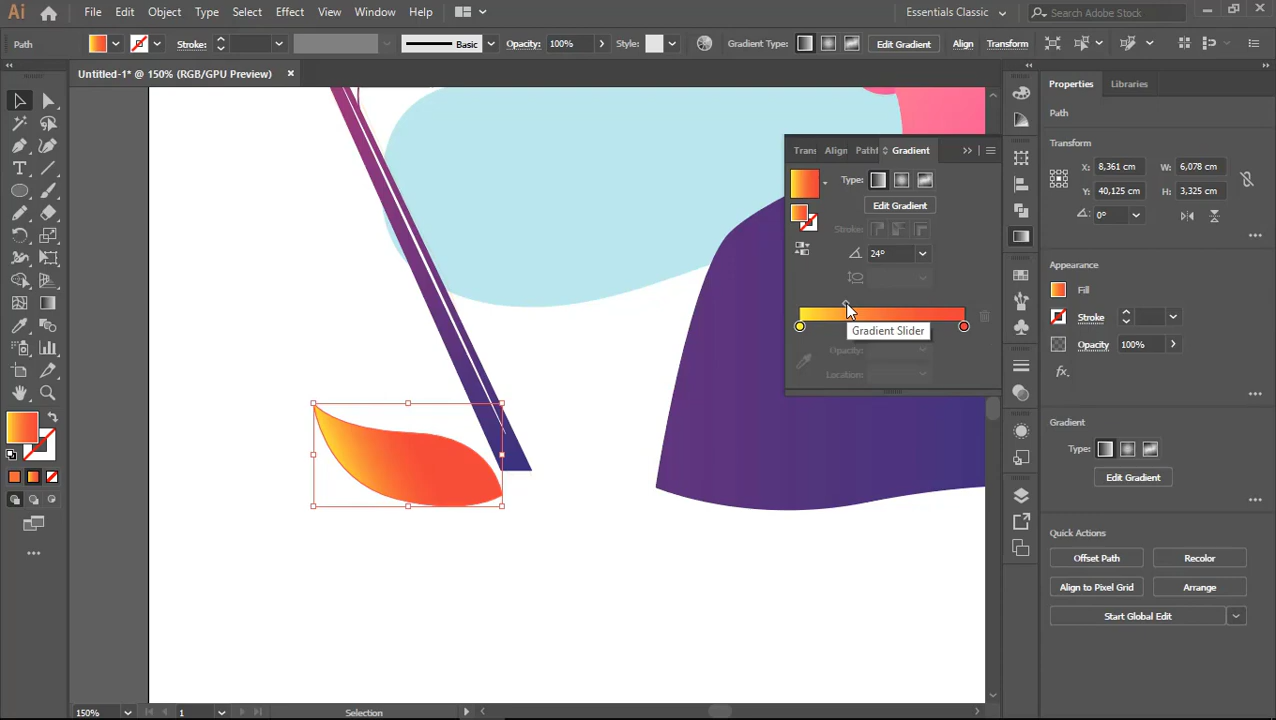 Ai File Edit Object Type Select Effect View Window Help Essentials Classic Search Adobe Stock
Path Stroke: Basic Opacity: 100% Style: Gradient Type: Edit Gradient Align Transform
Untitled-1* @ 150% (RGB/GPU Preview)
Properties Libraries
Path
Transform
X: 8,361 cm W: 6,078 cm
Y: 40,125 cm H: 3,325 cm
0°
Appearance
Fill
Stroke
Opacity 100%
fx.
Gradient
Type:
Edit Gradient
Quick Actions
Offset Path Recolor
Align to Pixel Grid Arrange
Start Global Edit
Trans Align Pathf Gradient
Type:
Edit Gradient
Stroke:
24°
Gradient Slider
Opacity:
Location:
150% 1 Selection